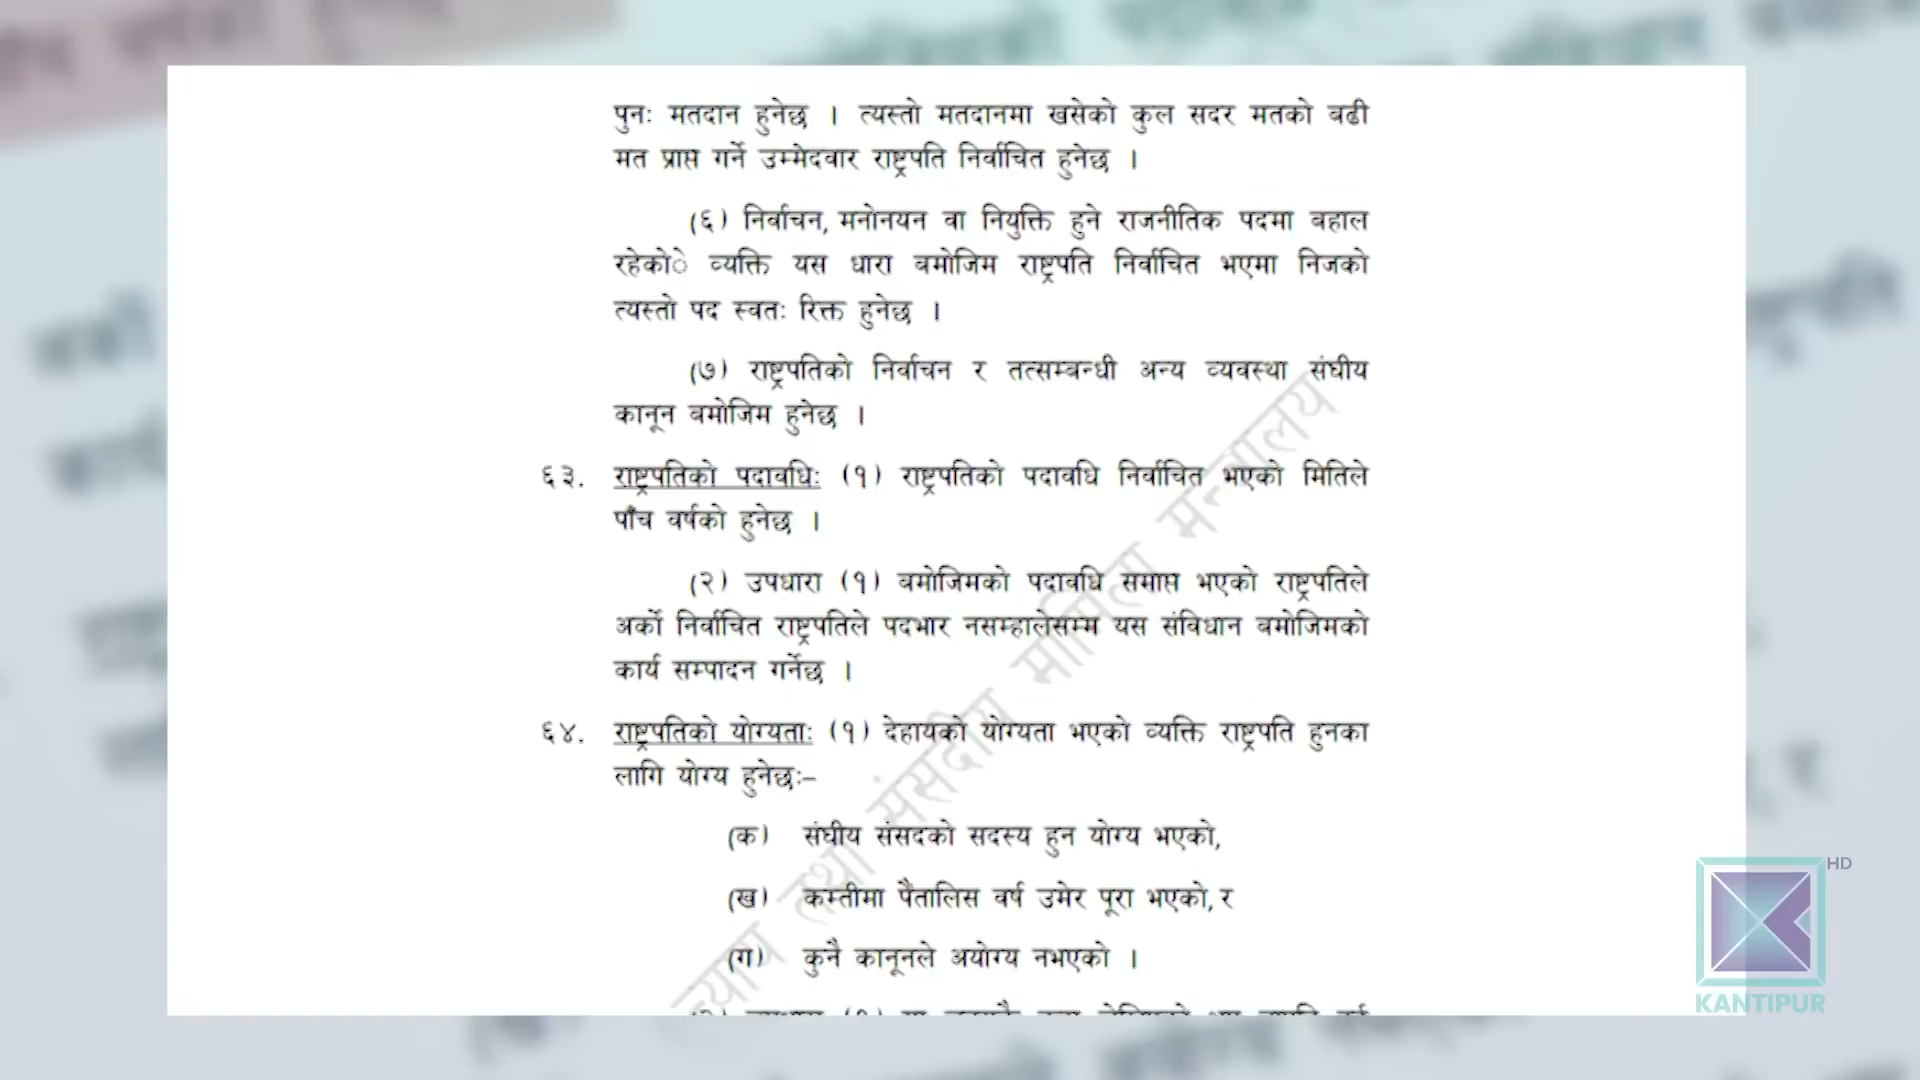 पुनः मतदान हुनेछ । त्यस्तो मतदानमा खसेको कुल सदर मतको बढी
मत प्राप्त गर्ने उम्मेदवार राष्ट्रपति निर्वाचित हुनेछ ।
(६) निर्वाचन, मनोनयन वा नियुक्ति हुने राजनीतिक पदमा बहाल
रहेकोे व्यक्ति यस धारा बमोजिम राष्ट्रपति निर्वाचित भएमा निजको
त्यस्तो पद स्वतः रिक्त हुनेछ ।
(७) राष्ट्रपतिको निर्वाचन र तत्सम्बन्धी अन्य व्यवस्था संघीय
कानून बमोजिम हुनेछ ।
६३. राष्ट्रपतिको पदावधिः (१) राष्ट्रपतिको पदावधि निर्वाचित भएको मितिले
पाँच वर्षको हुनेछ ।
(२) उपधारा (१) बमोजिमको पदावधि समाप्त भएको राष्ट्रपतिले
अर्को निर्वाचित राष्ट्रपतिले पदभार नसम्हालेसम्म यस संविधान बमोजिमको
कार्य सम्पादन गर्नेछ ।
६४. राष्ट्रपतिको योग्यताः (१) देहायको योग्यता भएको व्यक्ति राष्ट्रपति हुनका
लागि योग्य हुनेछः–
(क) संघीय संसदको सदस्य हुन योग्य भएको,
(ख) कम्तीमा पैंतालिस वर्ष उमेर पूरा भएको, र
(ग) कुनै कानूनले अयोग्य नभएको ।
न्याय तथा संसदीय मामिला मन्त्रालय
HD
KANTIPUR